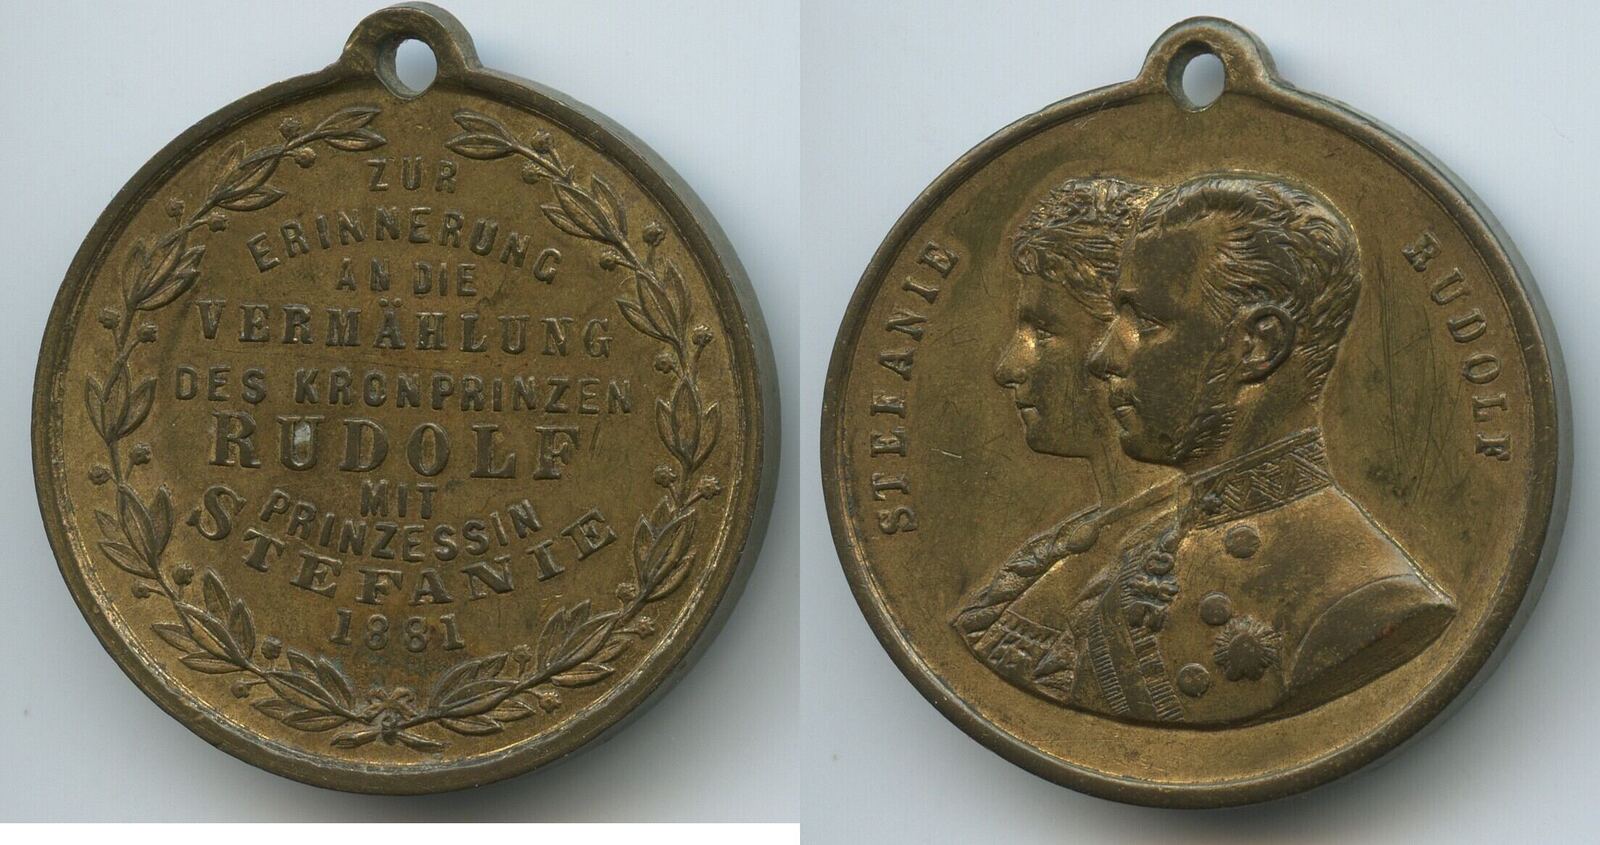 ZUR
ERINNERUNG
AN DIE
VERMÄHLUNG
DES KRONPRINZEN
RUDOLF
MIT
PRINZESSIN
STEFANIE
1881
STEFANIE
RUDOLF